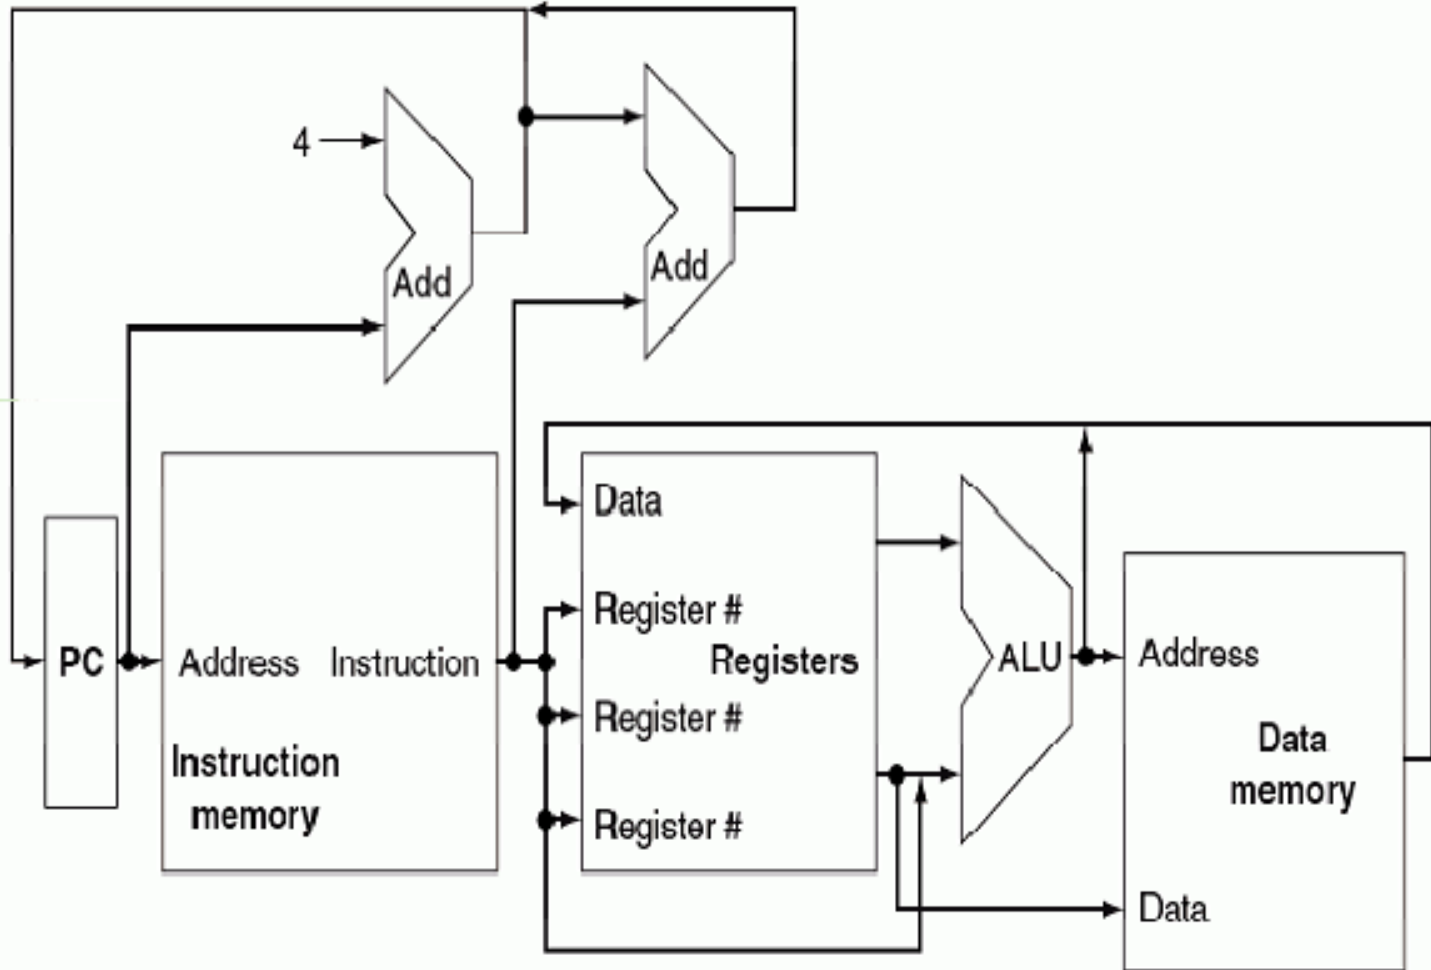 4
Add
Add
Data
Register #
PC
Address
Instruction
Registers
ALU
Address
Register #
Instruction
memory
Data
memory
Register #
Data